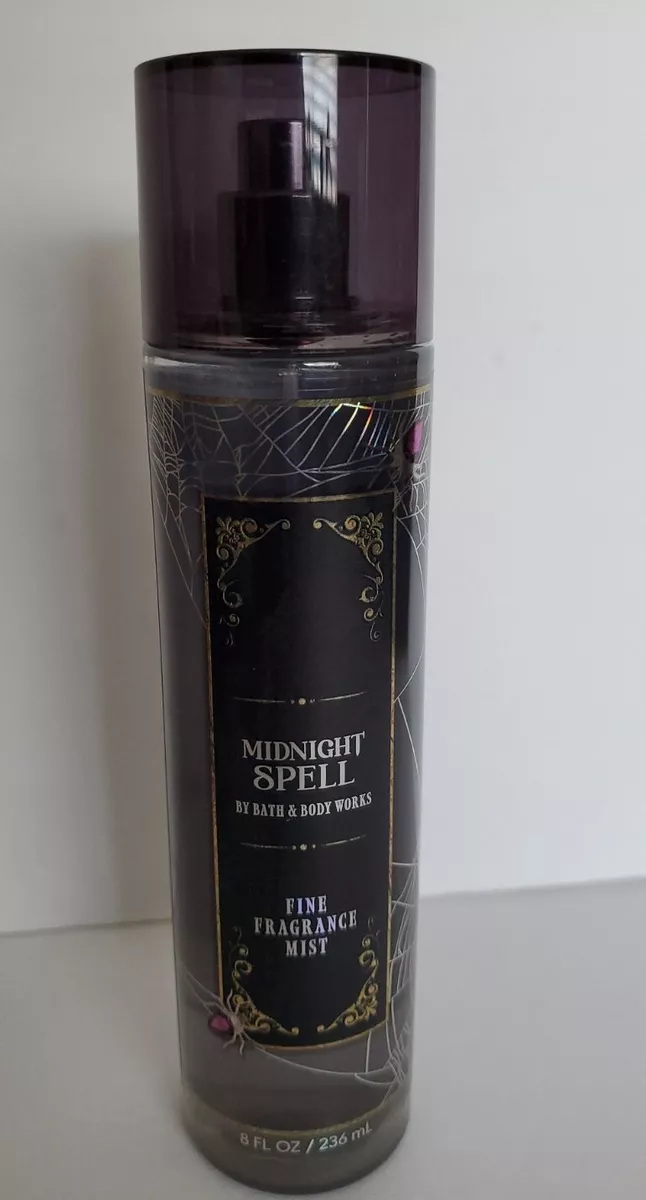 MIDNIGHT
SPELL
BY BATH & BODY WORKS
FINE
FRAGRANCE
MIST
8 FL OZ / 236 mL